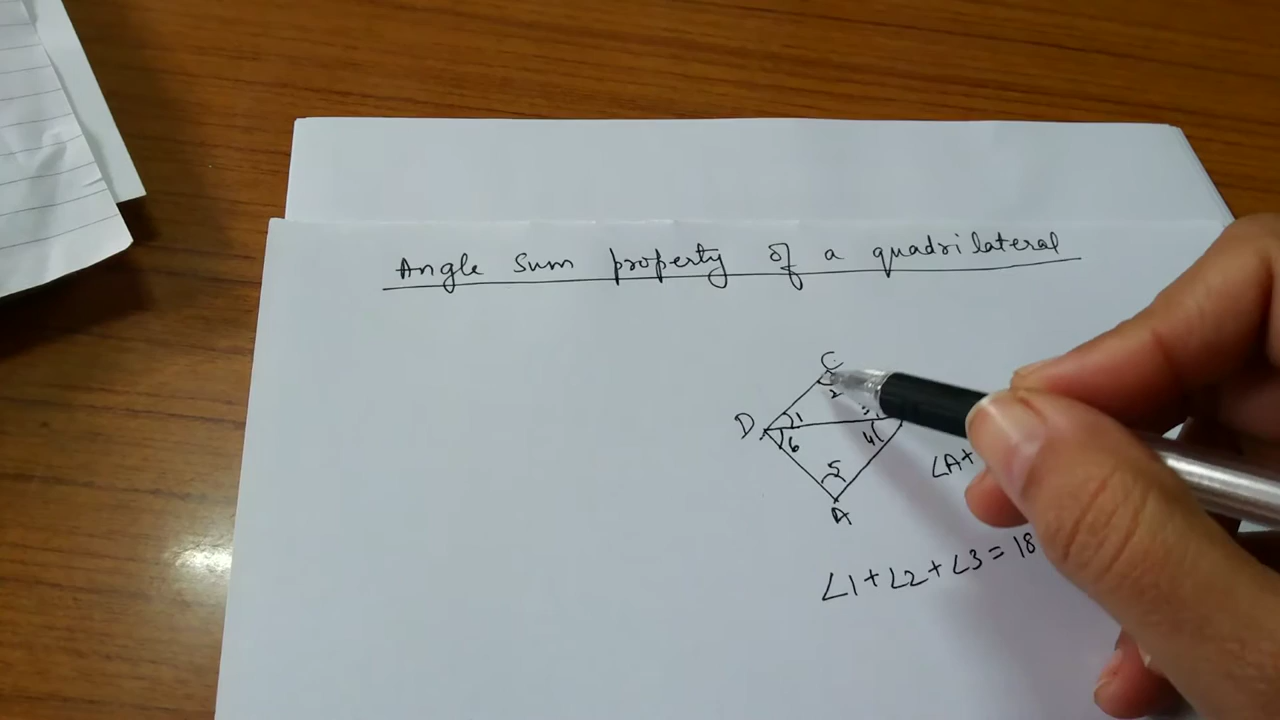 Angle sum property of a quadrilateral
C
2
D 1 3
6 4
5
∠A+
A
∠1+∠2+∠3=18